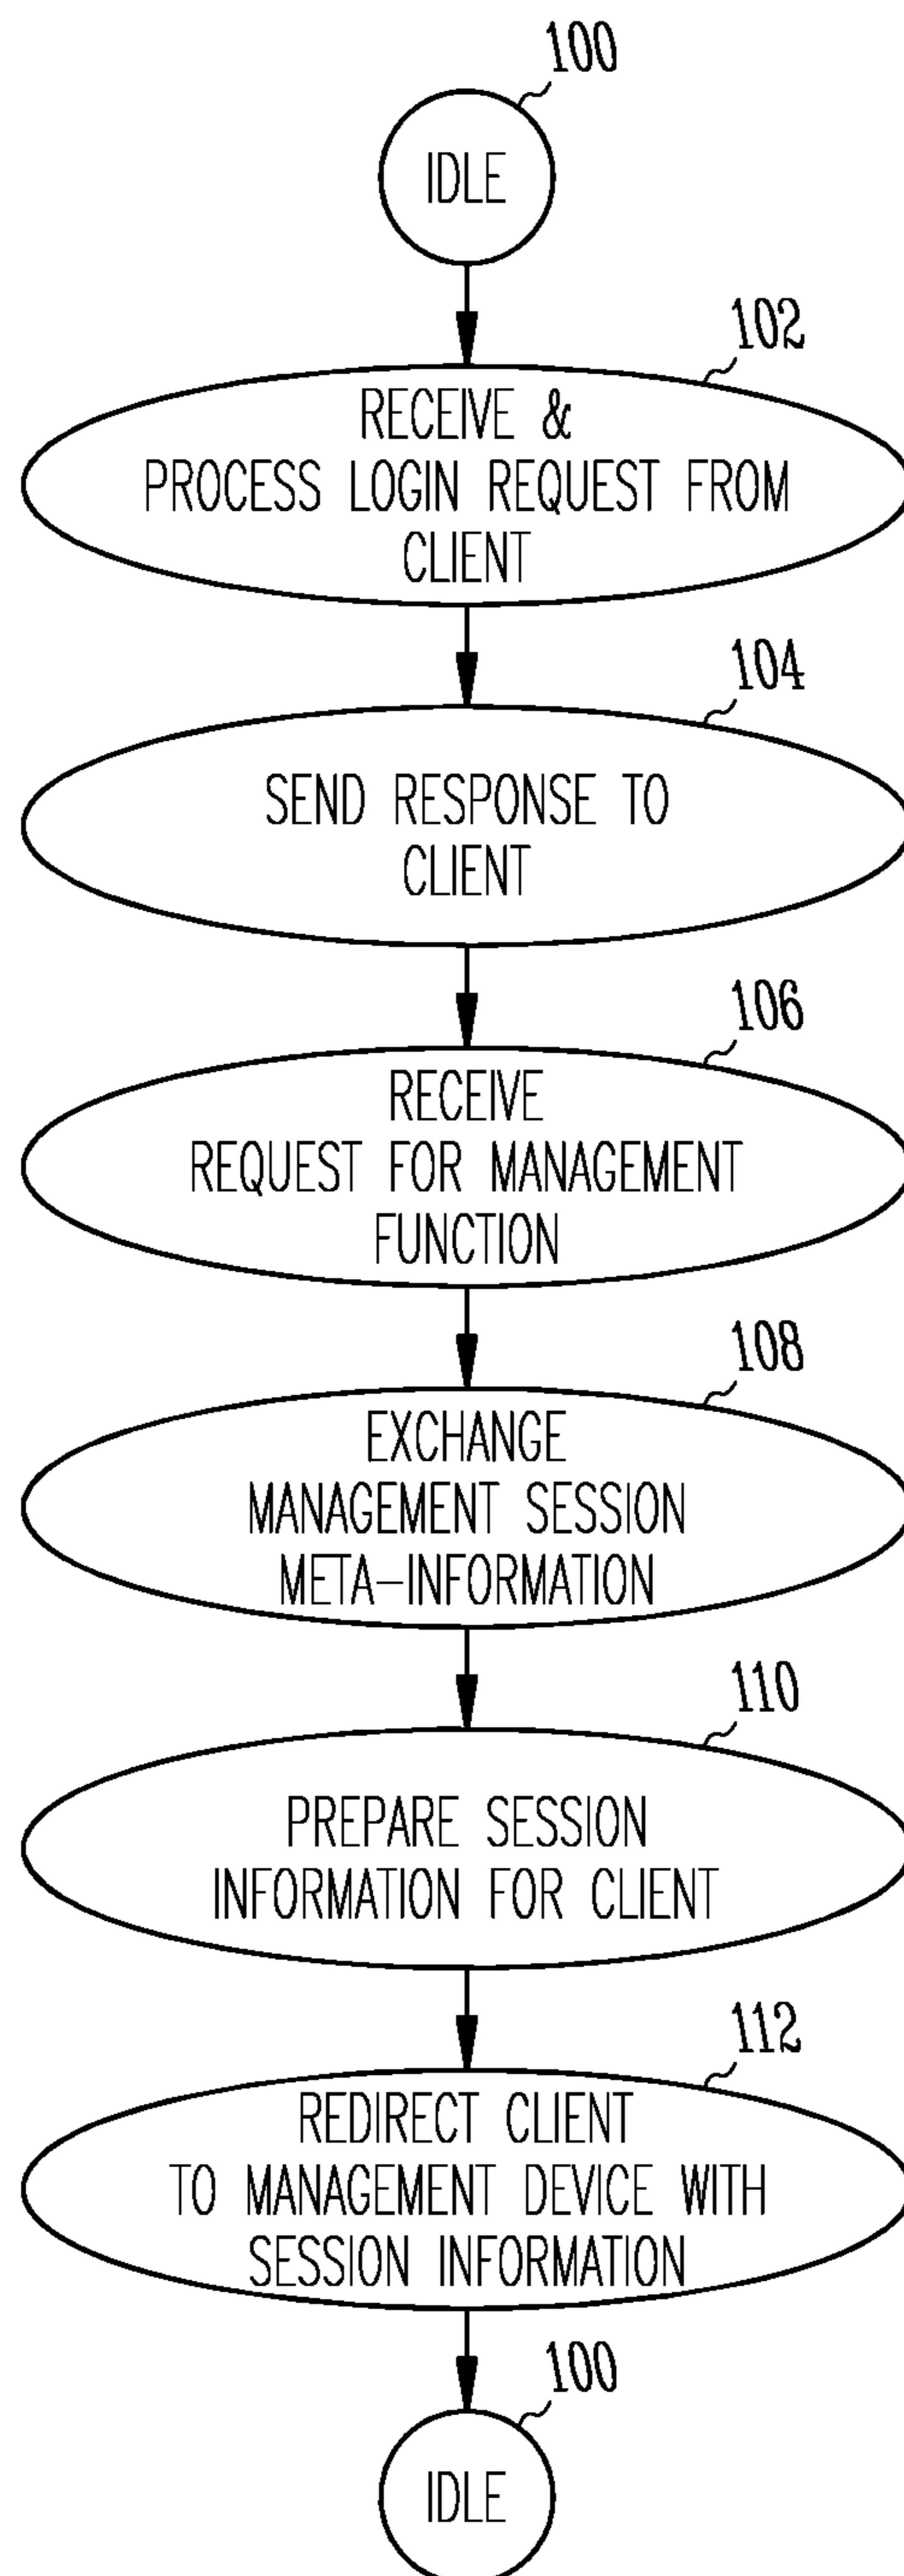 100
IDLE
102
RECEIVE &
PROCESS LOGIN REQUEST FROM
CLIENT
104
SEND RESPONSE TO
CLIENT
106
RECEIVE
REQUEST FOR MANAGEMENT
FUNCTION
108
EXCHANGE
MANAGEMENT SESSION
META-INFORMATION
110
PREPARE SESSION
INFORMATION FOR CLIENT
112
REDIRECT CLIENT
TO MANAGEMENT DEVICE WITH
SESSION INFORMATION
100
IDLE